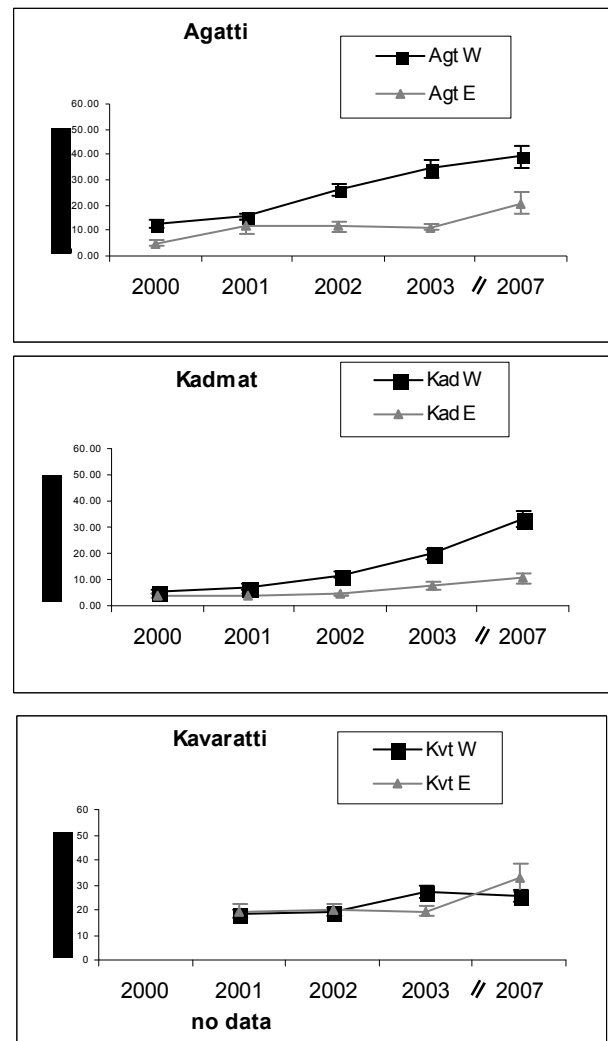 Agatti
Agt W
Agt E
60.00
50.00
40.00
30.00
20.00
10.00
0.00
2000 2001 2002 2003 // 2007
Kadmat
Kad W
Kad E
60.00
50.00
40.00
30.00
20.00
10.00
0.00
2000 2001 2002 2003 // 2007
Kavaratti
Kvt W
Kvt E
60
50
40
30
20
10
0
2000 2001 2002 2003 // 2007
no data